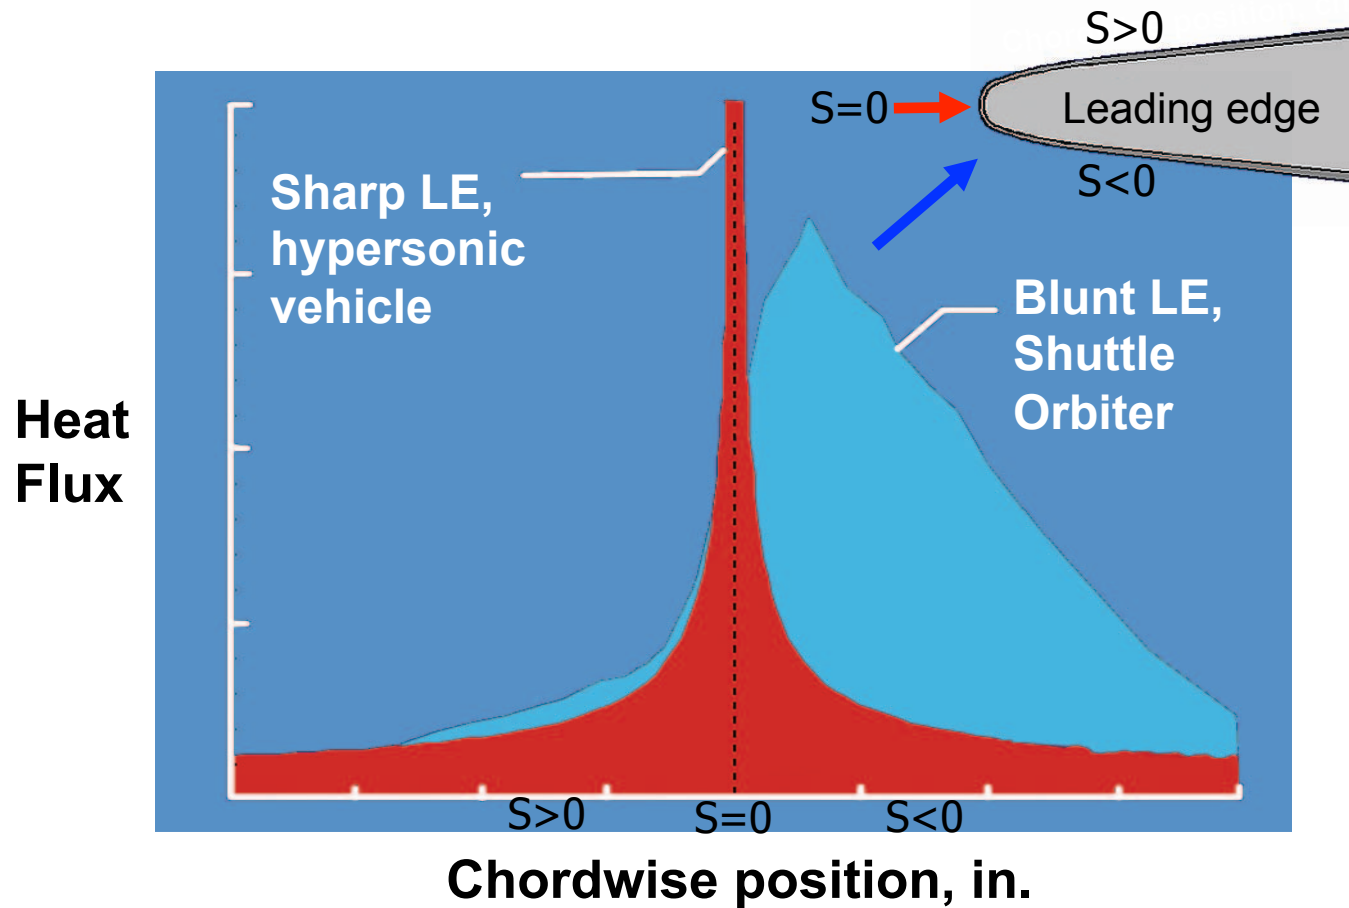 S>0
S=0
Leading edge
S<0
Sharp LE,
hypersonic
vehicle
Blunt LE,
Shuttle
Orbiter
Heat
Flux
S>0
S=0
S<0
Chordwise position, in.